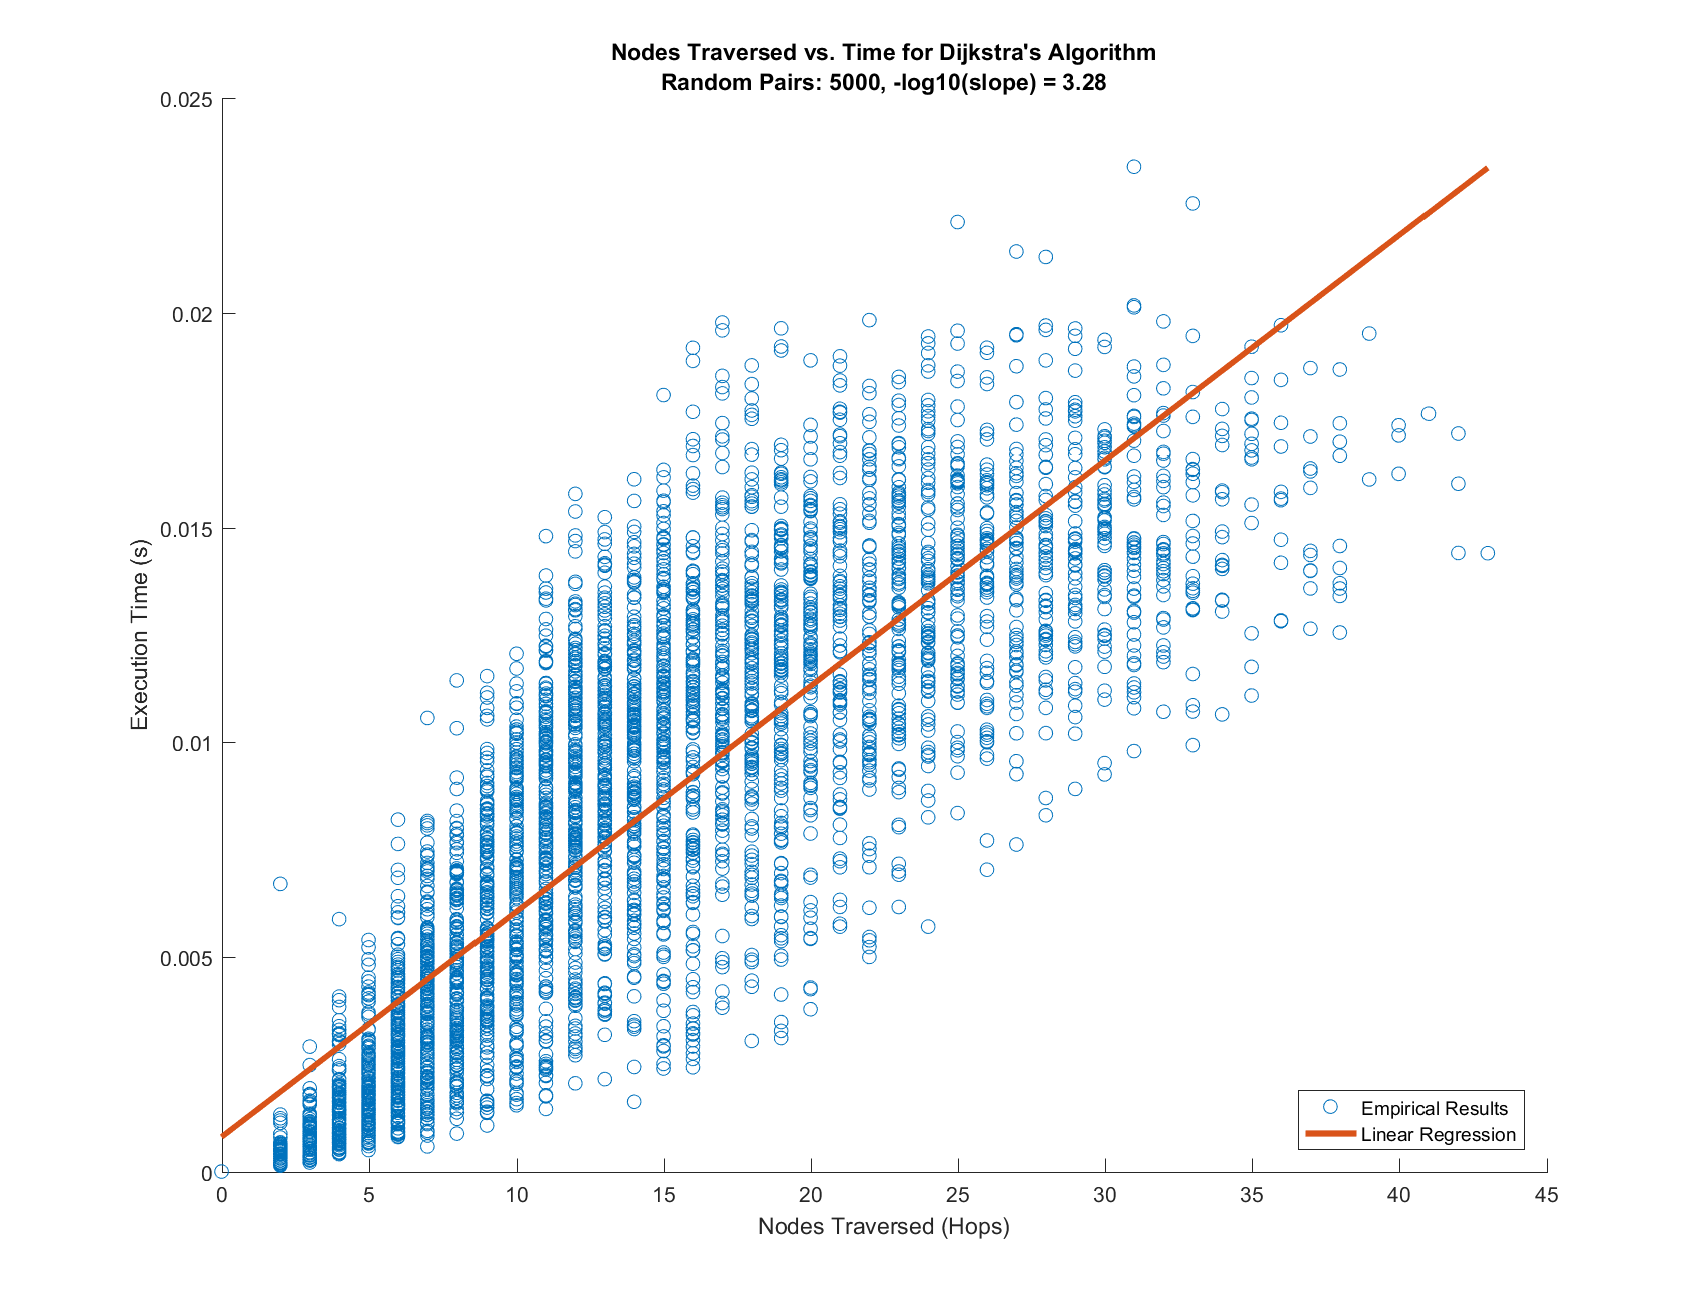 Nodes Traversed vs. Time for Dijkstra's Algorithm
Random Pairs: 5000, -log10(slope) = 3.28
0.025
0.02
0.015
0.01
0.005
0
Execution Time (s)
0 5 10 15 20 25 30 35 40 45
Nodes Traversed (Hops)
Empirical Results
Linear Regression